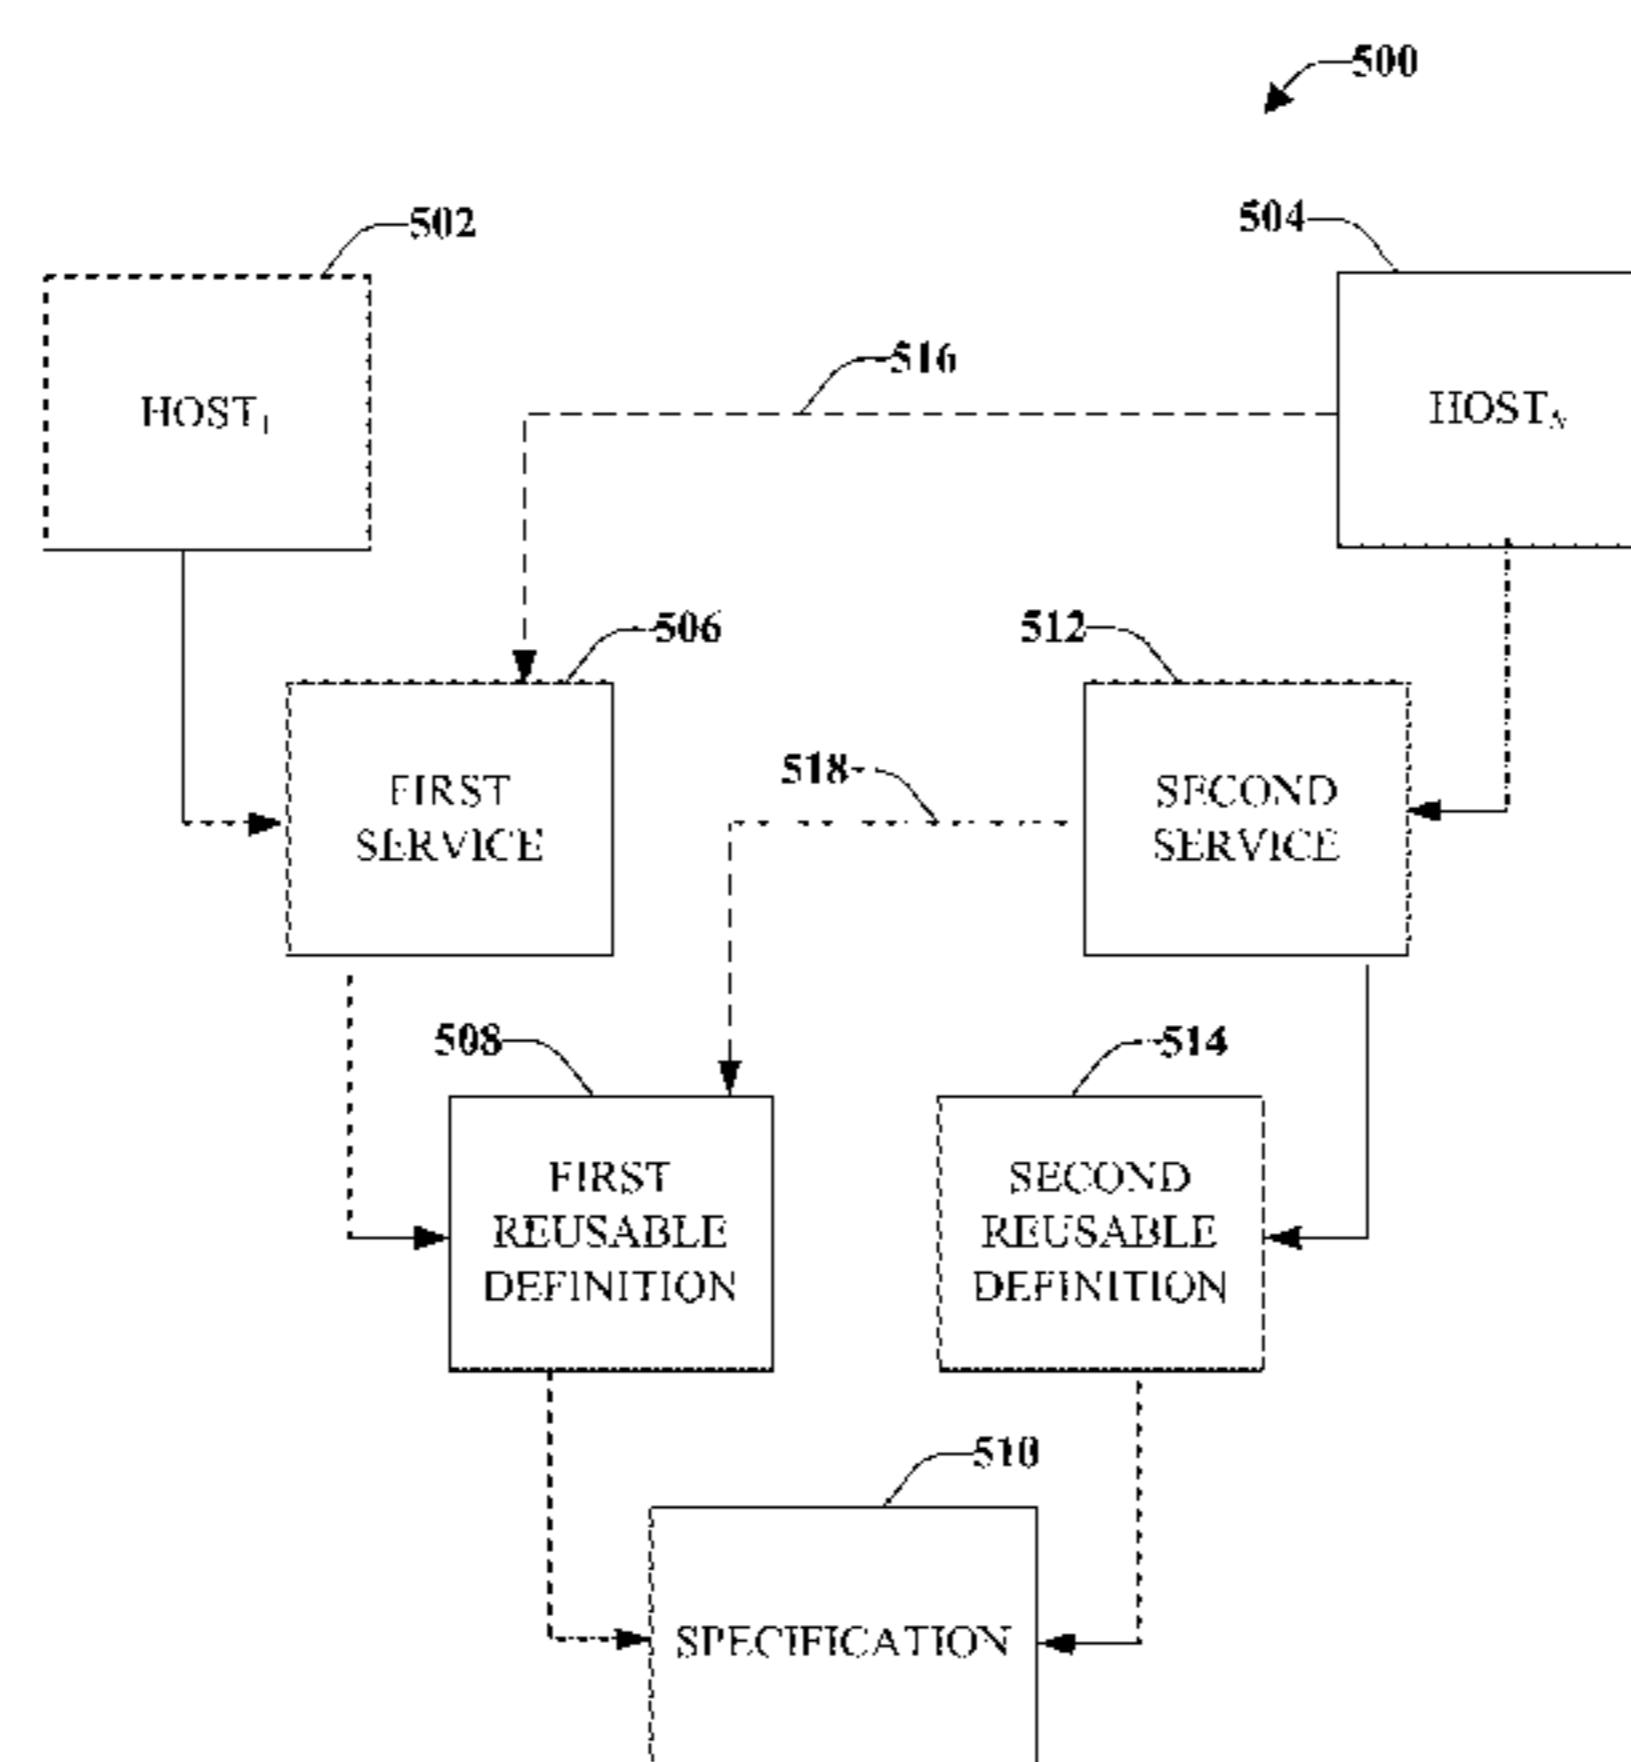 500
502
504
516
HOST₁
HOSTₙ
506
512
518
FIRST
SERVICE
SECOND
SERVICE
508
514
FIRST
REUSABLE
DEFINITION
SECOND
REUSABLE
DEFINITION
510
SPECIFICATION